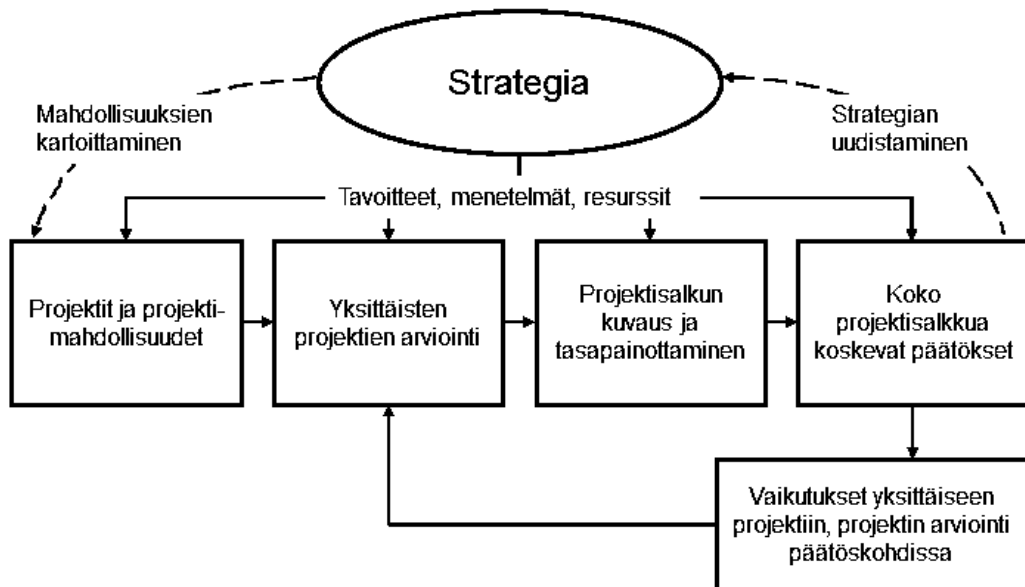 Strategia
Mahdollisuuksien
kartoittaminen
Strategian
uudistaminen
Tavoitteet, menetelmät, resurssit
Projektit ja projekti-
mahdollisuudet
Yksittäisten
projektien arviointi
Projektisalkun
kuvaus ja
tasapainottaminen
Koko
projektisalkkua
koskevat päätökset
Vaikutukset yksittäiseen
projektiin, projektin arviointi
päätöskohdissa